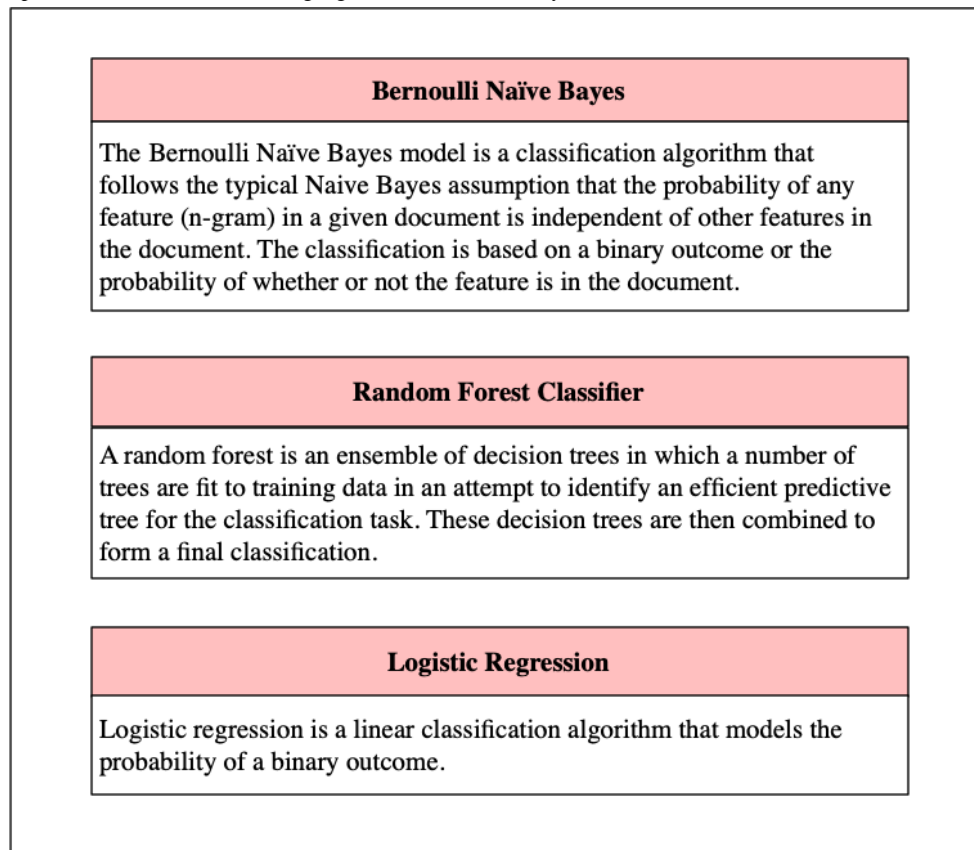 Bernoulli Naïve Bayes
The Bernoulli Naïve Bayes model is a classification algorithm that
follows the typical Naive Bayes assumption that the probability of any
feature (n-gram) in a given document is independent of other features in
the document. The classification is based on a binary outcome or the
probability of whether or not the feature is in the document.
Random Forest Classifier
A random forest is an ensemble of decision trees in which a number of
trees are fit to training data in an attempt to identify an efficient predictive
tree for the classification task. These decision trees are then combined to
form a final classification.
Logistic Regression
Logistic regression is a linear classification algorithm that models the
probability of a binary outcome.